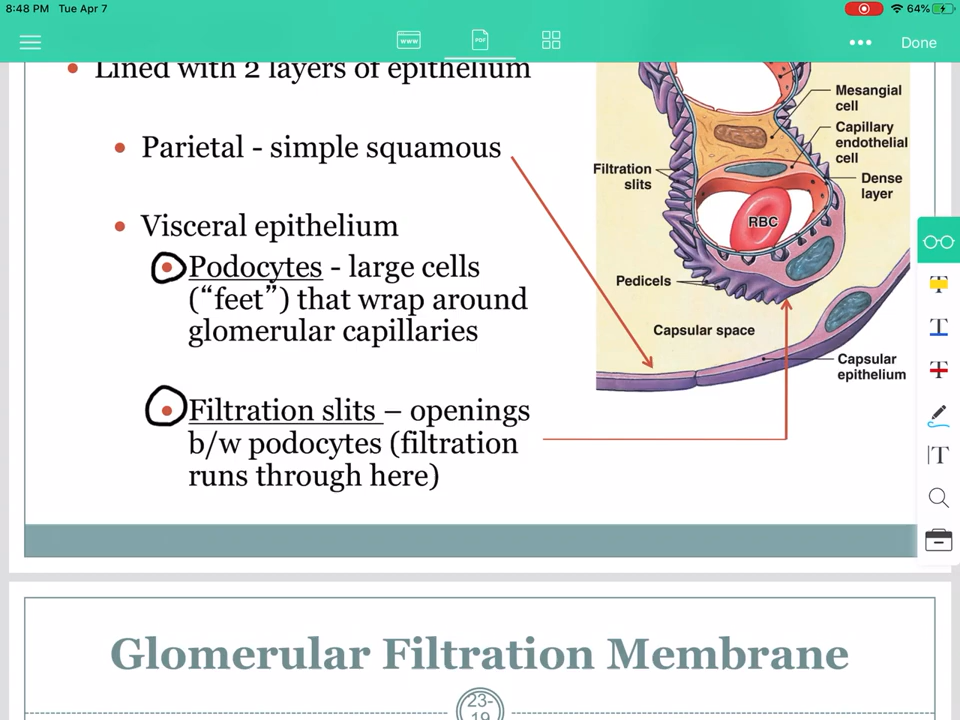 8:48 PM Tue Apr 7
64%
WWW
PDF
Done
Lined with 2 layers of epithelium
Parietal - simple squamous
Visceral epithelium
Podocytes - large cells
(“feet”) that wrap around
glomerular capillaries
Filtration slits – openings
b/w podocytes (filtration
runs through here)
Mesangial
cell
Capillary
endothelial
cell
Dense
layer
Filtration
slits
RBC
Pedicels
Capsular space
Capsular
epithelium
T
T
T
T
Glomerular Filtration Membrane
23-
19